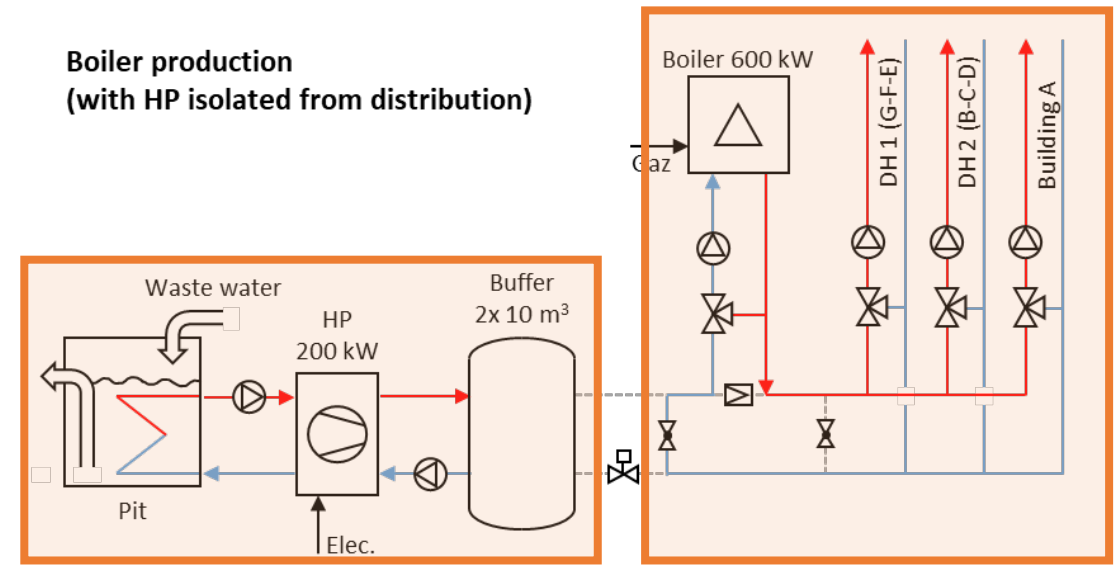 Boiler production
(with HP isolated from distribution)
Boiler 600 kW
Gaz
DH 1 (G-F-E)
DH 2 (B-C-D)
Building A
Waste water
HP
200 kW
Buffer
2x 10 m³
Pit
Elec.